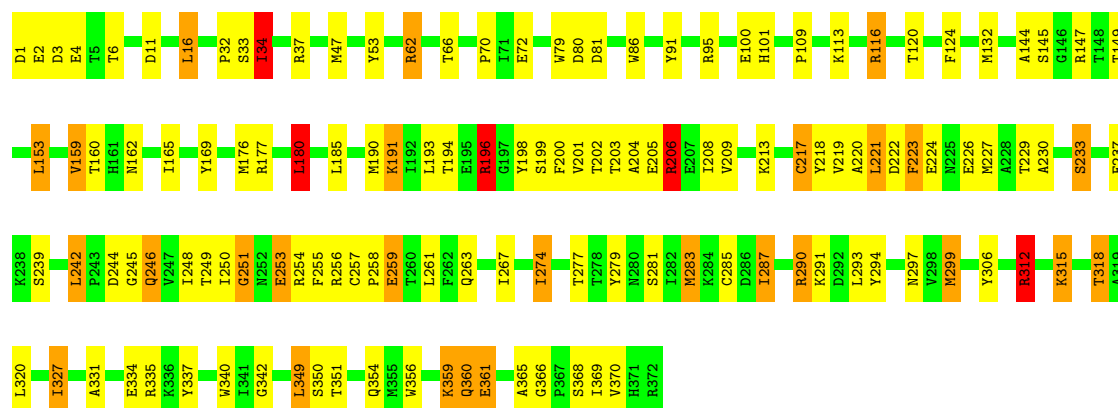 D1 E2 D3 E4 T5 T6 D11 L16 P32 S33 I34 R37 M47 Y53 R62 T66 P70 I71 E72 W79 D80 D81 W86 Y91 R95 E100 H101 P109 K113 R116 T120 F124 M132 A144 S145 G146 R147 T148 T149
L153 V159 T160 H161 N162 I165 Y169 M176 R177 L180 L185 M190 K191 I192 L193 T194 E195 R196 G197 Y198 S199 F200 V201 T202 T203 A204 E205 R206 E207 I208 V209 K213 C217 Y218 V219 A220 L221 D222 F223 E224 N225 E226 M227 A228 T229 A230 S233 E237
K238 S239 L242 P243 D244 G245 Q246 V247 I248 T249 I250 G251 N252 E253 R254 F255 R256 C257 P258 E259 T260 L261 F262 Q263 I267 I274 T277 T278 Y279 N280 S281 I282 M283 K284 C285 D286 I287 R290 K291 D292 L293 Y294 N297 V298 M299 Y306 R312 K315 T318 A319
L320 I327 A331 E334 R335 K336 Y337 W340 I341 G342 L349 S350 T351 Q354 M355 W356 K359 Q360 E361 A365 G366 P367 S368 I369 V370 H371 R372